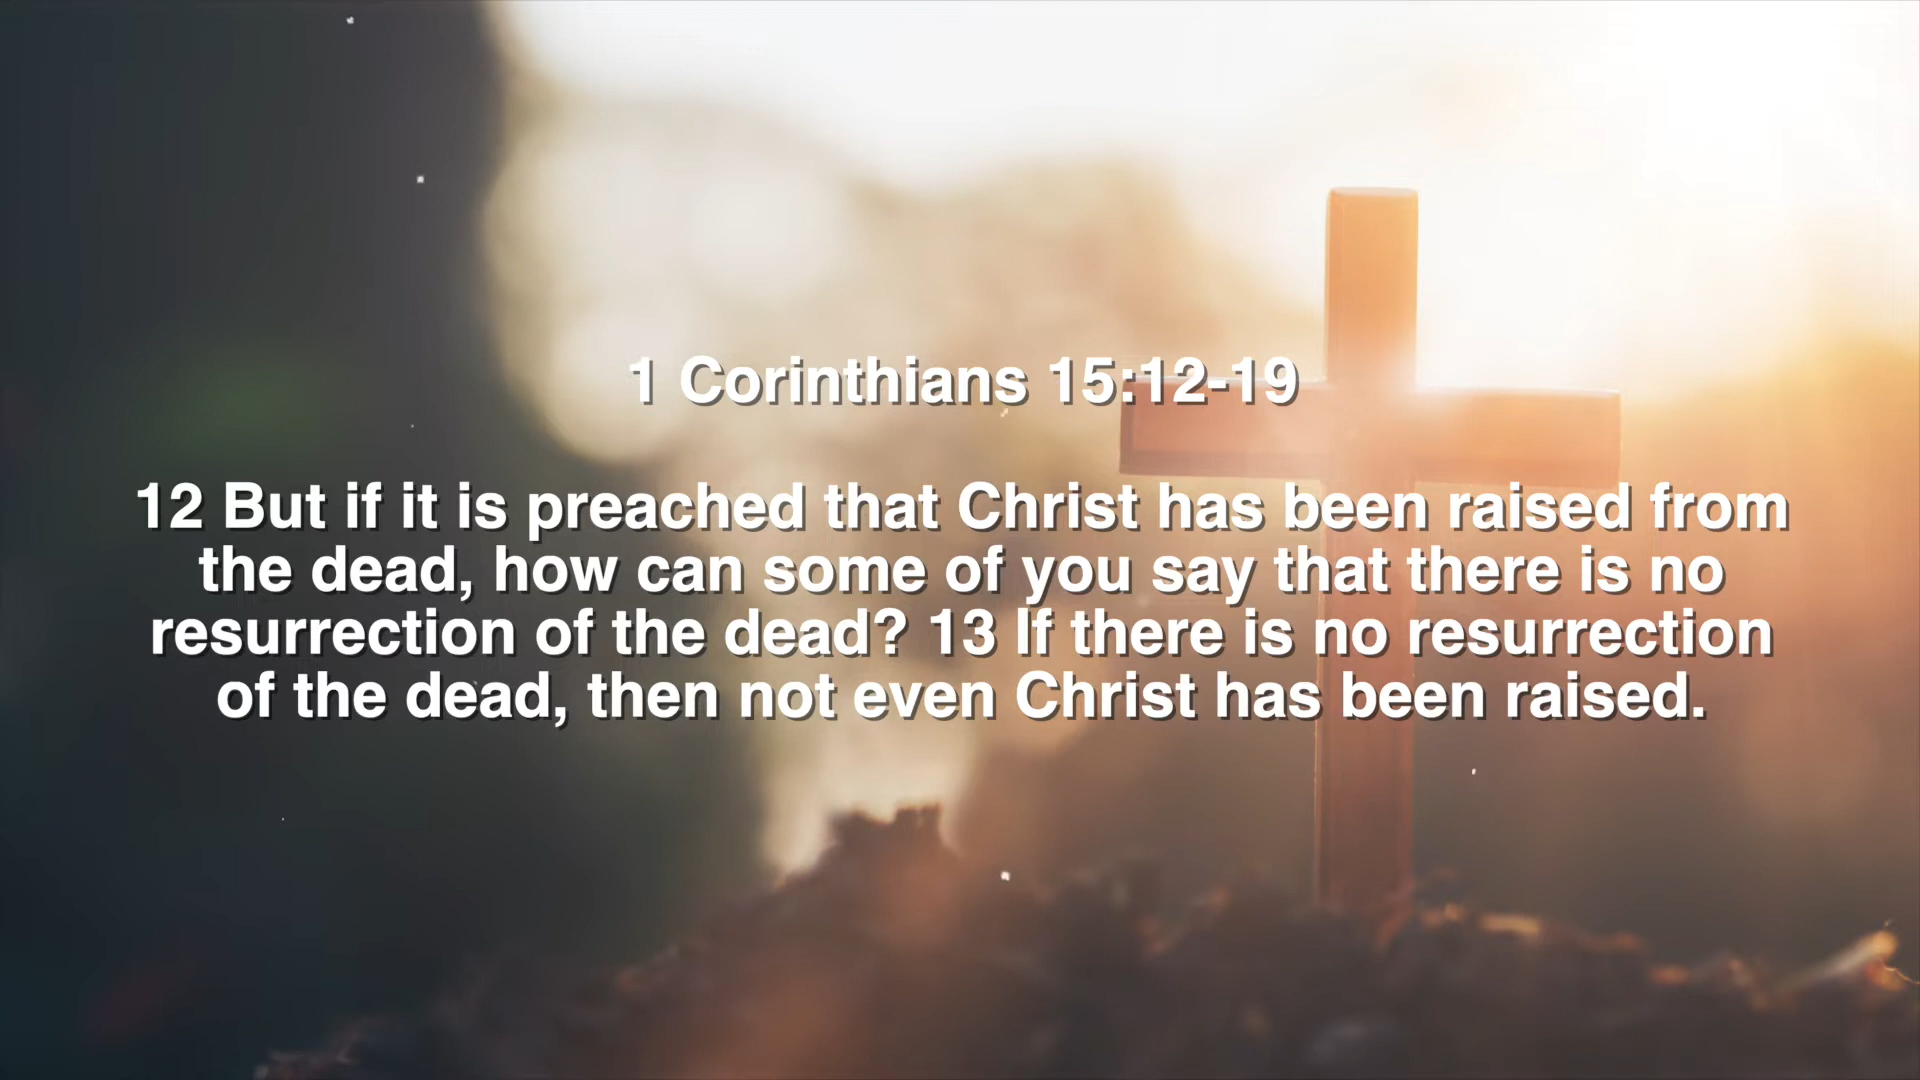 1 Corinthians 15:12-19
12 But if it is preached that Christ has been raised from
the dead, how can some of you say that there is no
resurrection of the dead? 13 If there is no resurrection
of the dead, then not even Christ has been raised.